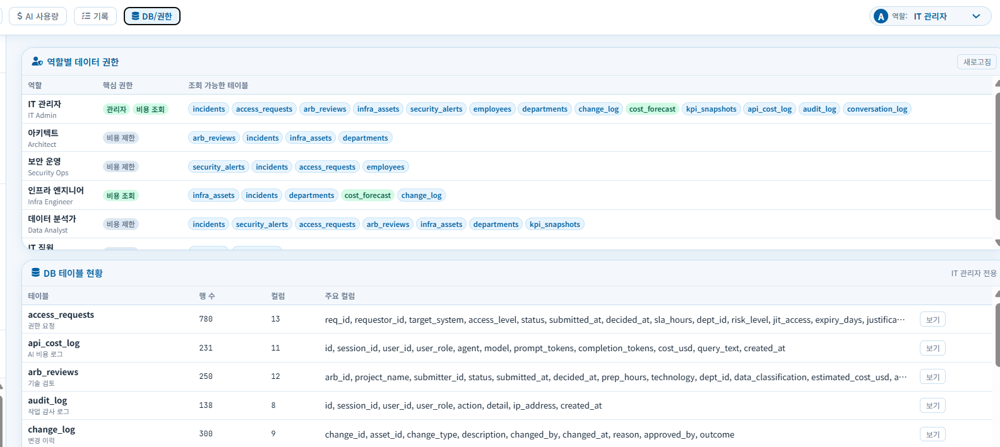 $ AI 사용량 기록 DB/권한 A 역할: IT 관리자
역할별 데이터 권한 새로고침
역할 핵심 권한 조회 가능한 테이블
IT 관리자
IT Admin
관리자 비용 조회 incidents access_requests arb_reviews infra_assets security_alerts employees departments change_log cost_forecast kpi_snapshots api_cost_log audit_log conversation_log
아키텍트
Architect
비용 제한 arb_reviews incidents infra_assets departments
보안 운영
Security Ops
비용 제한 security_alerts incidents access_requests employees
인프라 엔지니어
Infra Engineer
비용 조회 infra_assets incidents departments cost_forecast change_log
데이터 분석가
Data Analyst
비용 제한 incidents security_alerts access_requests arb_reviews infra_assets departments kpi_snapshots
IT 직원
DB 테이블 현황 IT 관리자 전용
테이블 행 수 컬럼 주요 컬럼
access_requests
권한 요청
780 13 req_id, requestor_id, target_system, access_level, status, submitted_at, decided_at, sla_hours, dept_id, risk_level, jit_access, expiry_days, justifica… 보기
api_cost_log
AI 비용 로그
231 11 id, session_id, user_id, user_role, agent, model, prompt_tokens, completion_tokens, cost_usd, query_text, created_at 보기
arb_reviews
기술 검토
250 12 arb_id, project_name, submitter_id, status, submitted_at, decided_at, prep_hours, technology, dept_id, data_classification, estimated_cost_usd, a… 보기
audit_log
작업 감사 로그
138 8 id, session_id, user_id, user_role, action, detail, ip_address, created_at 보기
change_log
변경 이력
300 9 change_id, asset_id, change_type, description, changed_by, changed_at, reason, approved_by, outcome 보기